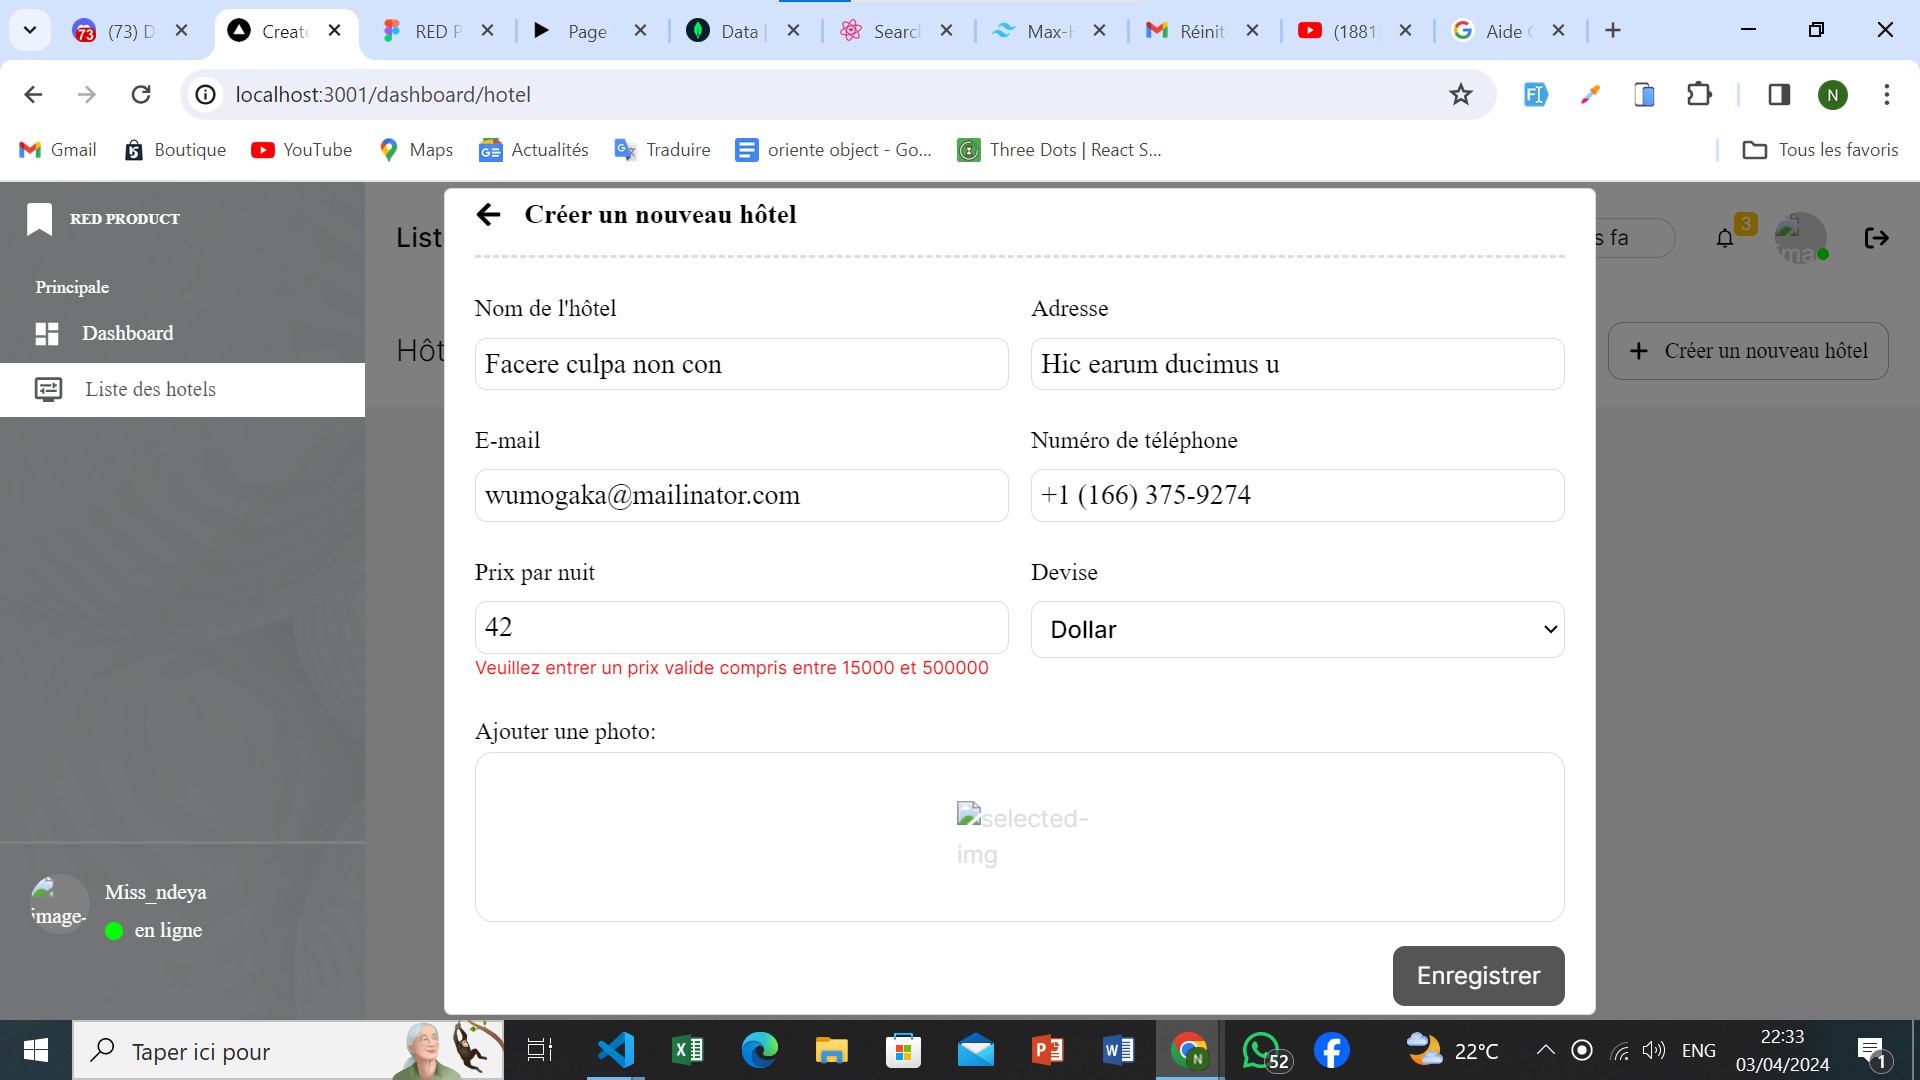 (73) D
Create
RED P
Page
Data |
Searc
Max-H
Réinit
(1881
Aide
localhost:3001/dashboard/hotel
N
Gmail
Boutique
YouTube
Maps
Actualités
Traduire
oriente object - Go...
Three Dots | React S...
Tous les favoris
RED PRODUCT
Principale
Dashboard
Liste des hotels
Miss_ndeya
en ligne
image-
List
s fa
3
ima
Hôt
Créer un nouveau hôtel
Créer un nouveau hôtel
Nom de l'hôtel
Adresse
Facere culpa non con
Hic earum ducimus u
E-mail
Numéro de téléphone
wumogaka@mailinator.com
+1 (166) 375-9274
Prix par nuit
Devise
42
Dollar
Veuillez entrer un prix valide compris entre 15000 et 500000
Ajouter une photo:
selected-
img
Enregistrer
Taper ici pour
52
22°C
ENG
22:33
03/04/2024
1